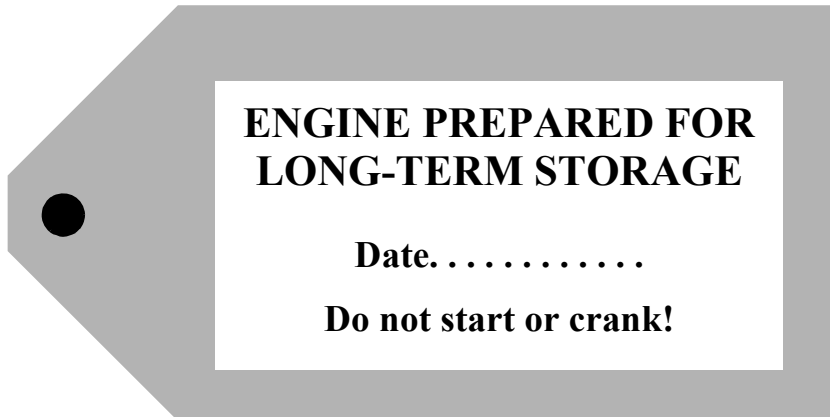 ENGINE PREPARED FOR
LONG-TERM STORAGE
Date. . . . . . . . . . . .
Do not start or crank!